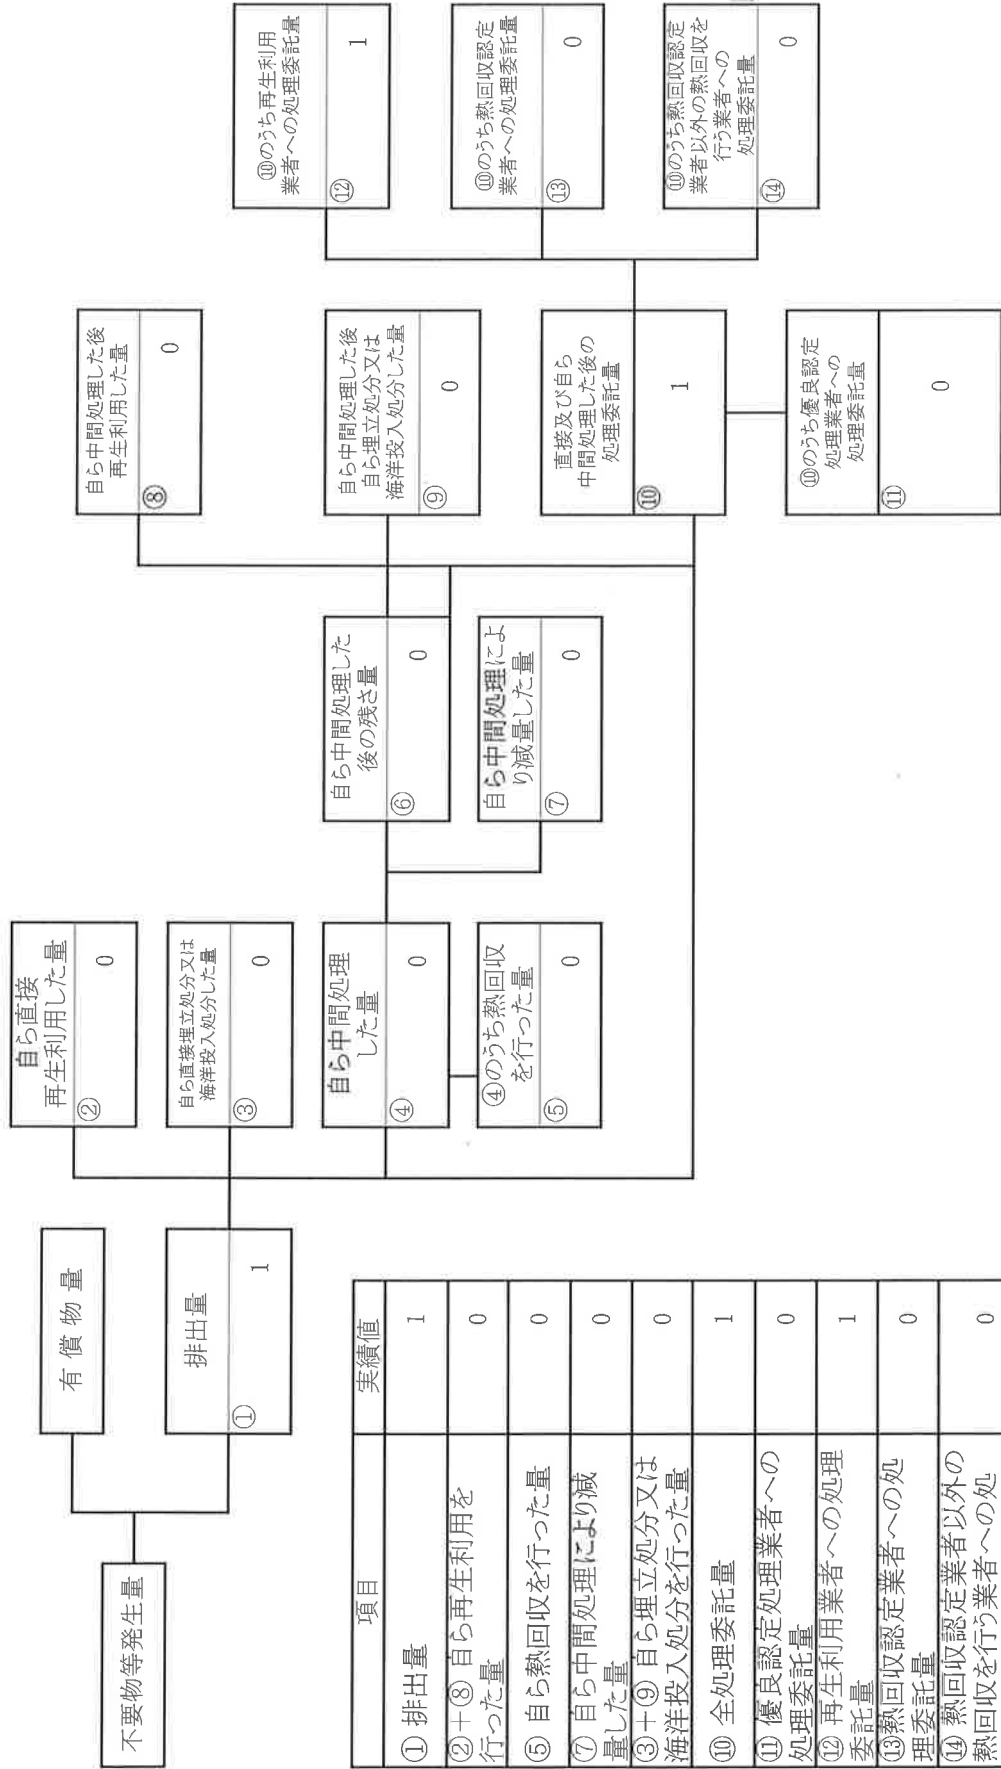 不要物等発生量
有償物量
排出量
① 1
自ら直接
再生利用した量
② 0
自ら直接埋立処分又は
海洋投入処分した量
③ 0
自ら中間処理
した量
④ 0
④のうち熱回収
を行った量
⑤ 0
自ら中間処理した
後の残さ量
⑥ 0
自ら中間処理によ
り減量した量
⑦ 0
自ら中間処理した後
再生利用した量
⑧ 0
自ら中間処理した後
自ら埋立処分又は
海洋投入処分した量
⑨ 0
直接及び自ら
中間処理した後の
処理委託量
⑩ 1
⑩のうち優良認定
処理業者への
処理委託量
⑪ 0
⑩のうち再生利用
業者への処理委託量
⑫ 1
⑩のうち熱回収認定
業者への処理委託量
⑬ 0
⑩のうち熱回収認定
業者以外の熱回収を
行う業者への
処理委託量
⑭ 0
項目 実績値
① 排出量 1
②+⑧ 自ら再生利用を
行った量 0
⑤ 自ら熱回収を行った量 0
⑦ 自ら中間処理により減
量した量 0
③+⑨ 自ら埋立処分又は
海洋投入処分を行った量 0
⑩ 全処理委託量 1
⑪ 優良認定処理業者への
処理委託量 0
⑫ 再生利用業者への処理
委託量 1
⑬熱回収認定業者への処
理委託量 0
⑭ 熱回収認定業者以外の
熱回収を行う業者への処 0